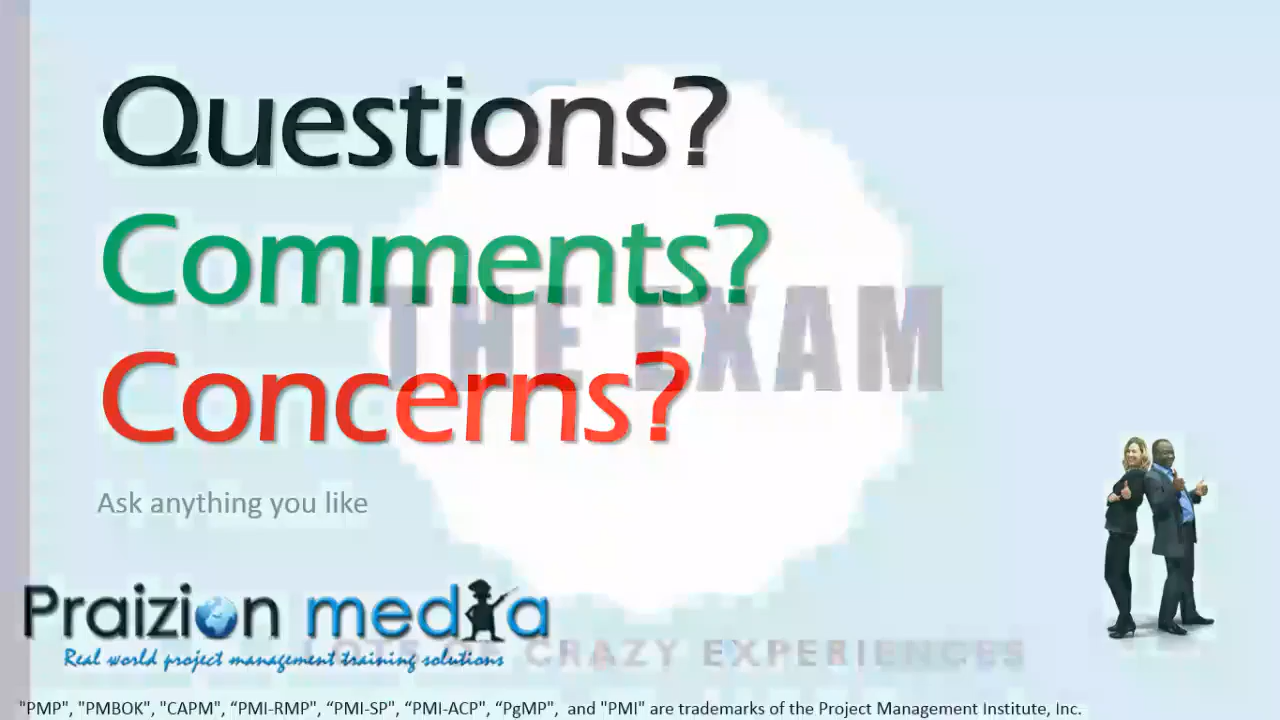 Questions?
Comments?
THE EXAM
Concerns?
Ask anything you like
Praizion media
Real world project management training solutions
CRAZY EXPERIENCES
"PMP", "PMBOK", "CAPM", “PMI-RMP”, “PMI-SP”, “PMI-ACP”, “PgMP”, and "PMI" are trademarks of the Project Management Institute, Inc.